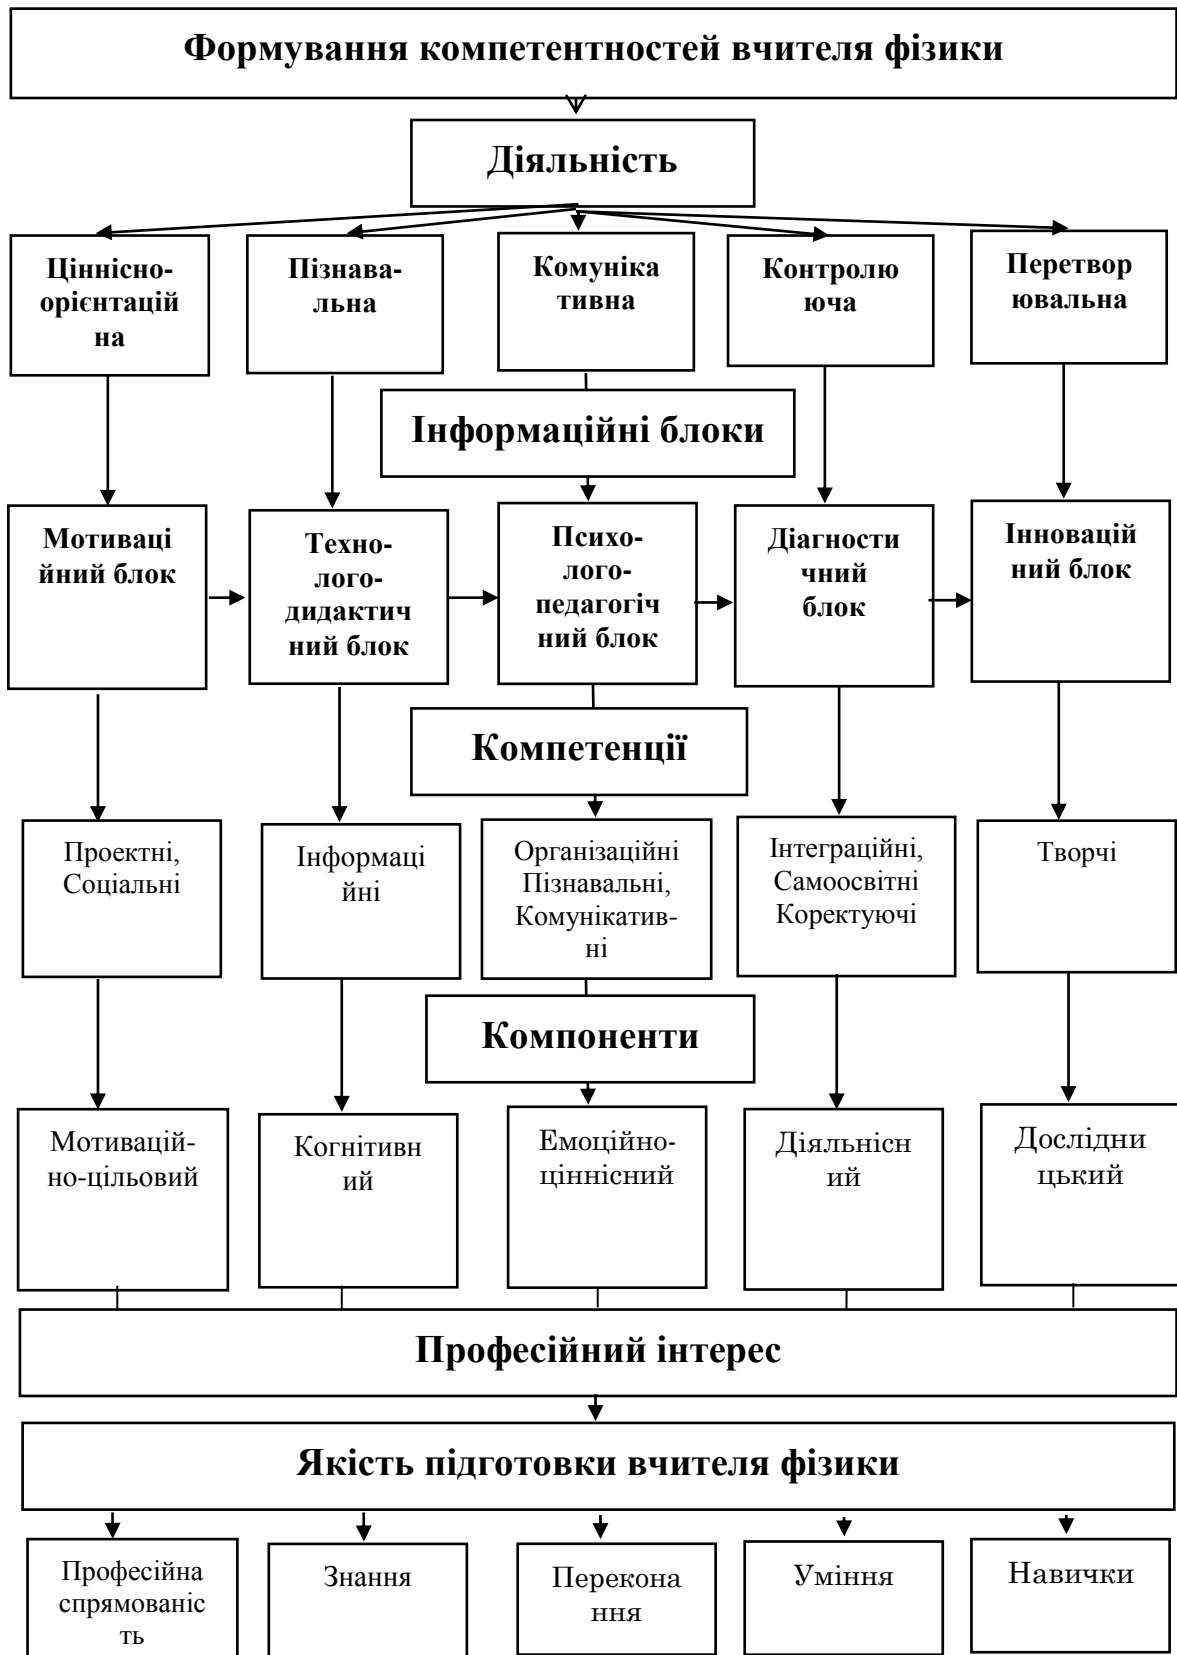 Формування компетентностей вчителя фізики
Діяльність
Ціннісно-
орієнтацій
на
Пізнава-
льна
Комуніка
тивна
Контролю
юча
Перетвор
ювальна
Інформаційні блоки
Мотиваці
йний блок
Техно-
лого-
дидактич
ний блок
Психо-
лого-
педагогіч
ний блок
Діагности
чний
блок
Інновацій
ний блок
Компетенції
Проектні,
Соціальні
Інформаці
йні
Організаційні
Пізнавальні,
Комунікатив-
ні
Інтеграційні,
Самоосвітні
Коректуючі
Творчі
Компоненти
Мотивацій-
но-цільовий
Когнітивн
ий
Емоційно-
ціннісний
Діяльнісн
ий
Дослідни
цький
Професійний інтерес
Якість підготовки вчителя фізики
Професійна
спрямованіс
ть
Знання
Перекона
ння
Уміння
Навички